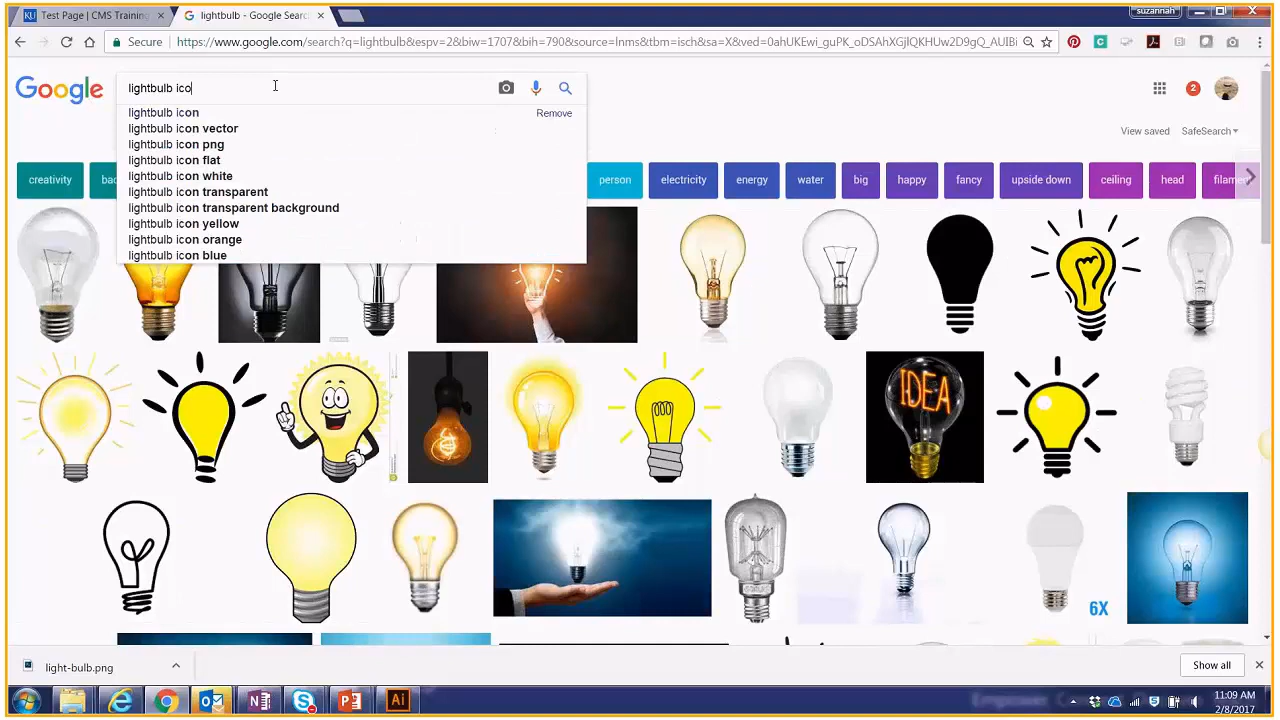 Test Page | CMS Training
lightbulb - Google Sear
suzannah
Secure
https://www.google.com/search?q=lightbulb&espv=2&biw=1707&bih=796&source=lnms&tbm=isch&sa=X&ved=0ahUKEwi_guPK_oDSAhXGjlQKHUw2D9gQ_AUIBi
Google
lightbulb ico
2
lightbulb icon
Remove
lightbulb icon vector
lightbulb icon png
lightbulb icon flat
lightbulb icon white
lightbulb icon transparent
lightbulb icon transparent background
lightbulb icon yellow
lightbulb icon orange
lightbulb icon blue
View saved
SafeSearch
creativity
person
electricity
energy
water
big
happy
fancy
upside down
ceiling
head
IDEA
6X
light-bulb.png
Show all
Ai
11:09 AM
2/8/2017